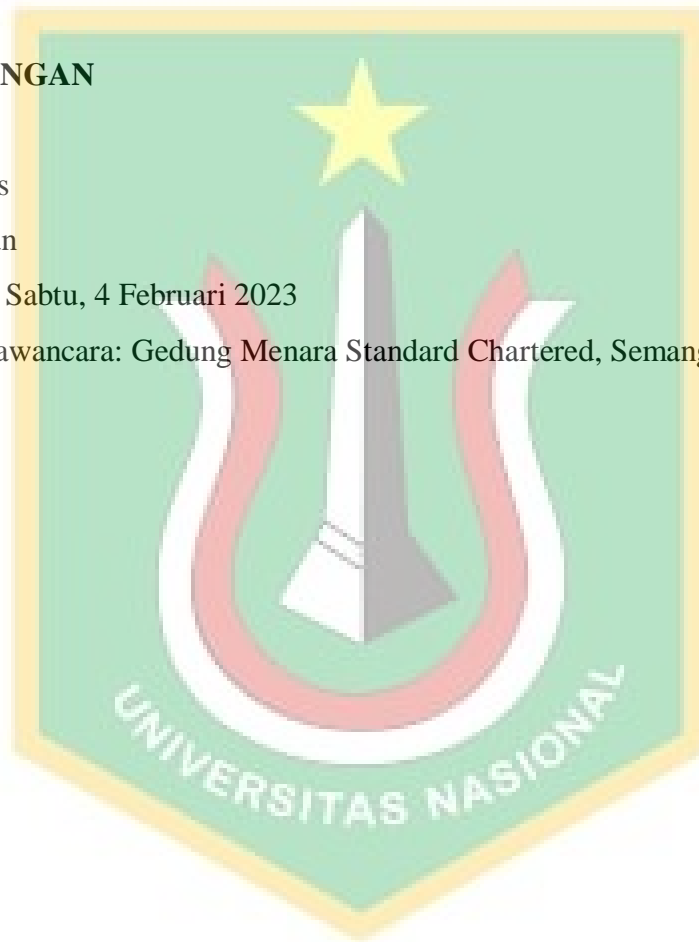 NGAN
s
n
Sabtu, 4 Februari 2023
awancara: Gedung Menara Standard Chartered, Semang
UNIVERSITAS NASIONAL